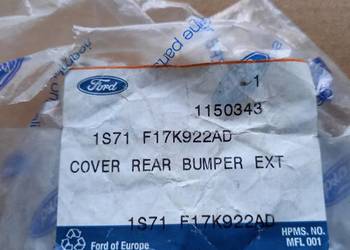 Ford
1
1150343
1S71 F17K922AD
COVER REAR BUMPER EXT
1S71 F17K922AD
Ford of Europe
HPMS. NO.
MFL 001